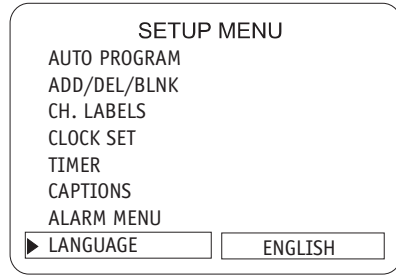 SETUP MENU
AUTO PROGRAM
ADD/DEL/BLNK
CH. LABELS
CLOCK SET
TIMER
CAPTIONS
ALARM MENU
LANGUAGE ENGLISH